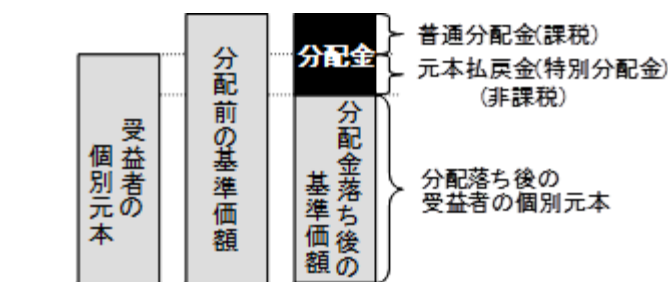 受益者の
個別元本
分配前の基準価額
分配金
分配金落ち後の
基準価額
普通分配金(課税)
元本払戻金(特別分配金)
(非課税)
分配落ち後の
受益者の個別元本